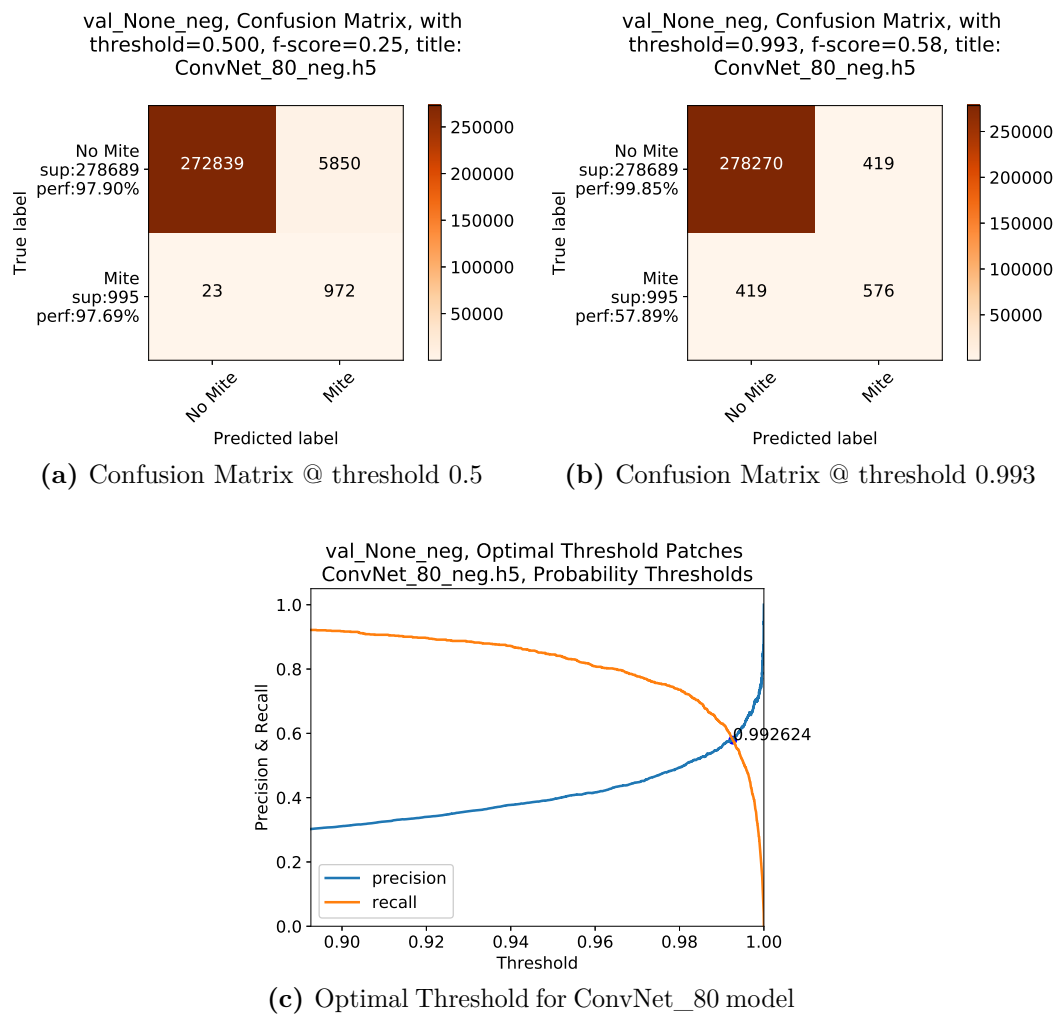 val_None_neg, Confusion Matrix, with
threshold=0.500, f-score=0.25, title:
ConvNet_80_neg.h5
No Mite
sup:278689
perf:97.90%
Mite
sup:995
perf:97.69%
True label
272839
5850
23
972
250000
200000
150000
100000
50000
No Mite
Mite
Predicted label
(a) Confusion Matrix @ threshold 0.5
val_None_neg, Confusion Matrix, with
threshold=0.993, f-score=0.58, title:
ConvNet_80_neg.h5
No Mite
sup:278689
perf:99.85%
Mite
sup:995
perf:57.89%
True label
278270
419
419
576
250000
200000
150000
100000
50000
No Mite
Mite
Predicted label
(b) Confusion Matrix @ threshold 0.993
val_None_neg, Optimal Threshold Patches
ConvNet_80_neg.h5, Probability Thresholds
Precision & Recall
1.0
0.8
0.6
0.4
0.2
0.0
0.992624
precision
recall
0.90
0.92
0.94
0.96
0.98
1.00
Threshold
(c) Optimal Threshold for ConvNet_80 model